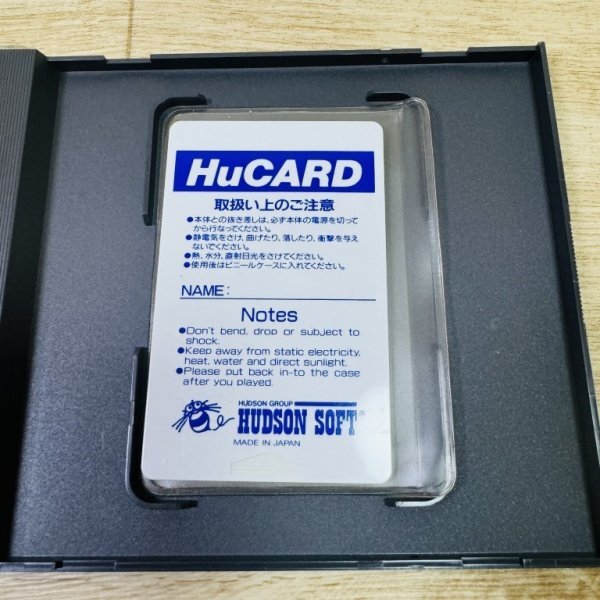 HuCARD
取扱い上のご注意
●本体との抜き差しは、必ず本体の電源を切って
から行なってください。
●静電気をさけ、曲げたり、落したり、衝撃を与え
ないでください。
●熱、水分、直射日光をさけてください。
●使用後はビニールケースに入れてください。
NAME:
Notes
●Don't bend, drop or subject to
shock.
●Keep away from static electricity,
heat, water and direct sunlight.
●Please put back in-to the case
after you played.
HUDSON GROUP
HUDSON SOFT®
MADE IN JAPAN